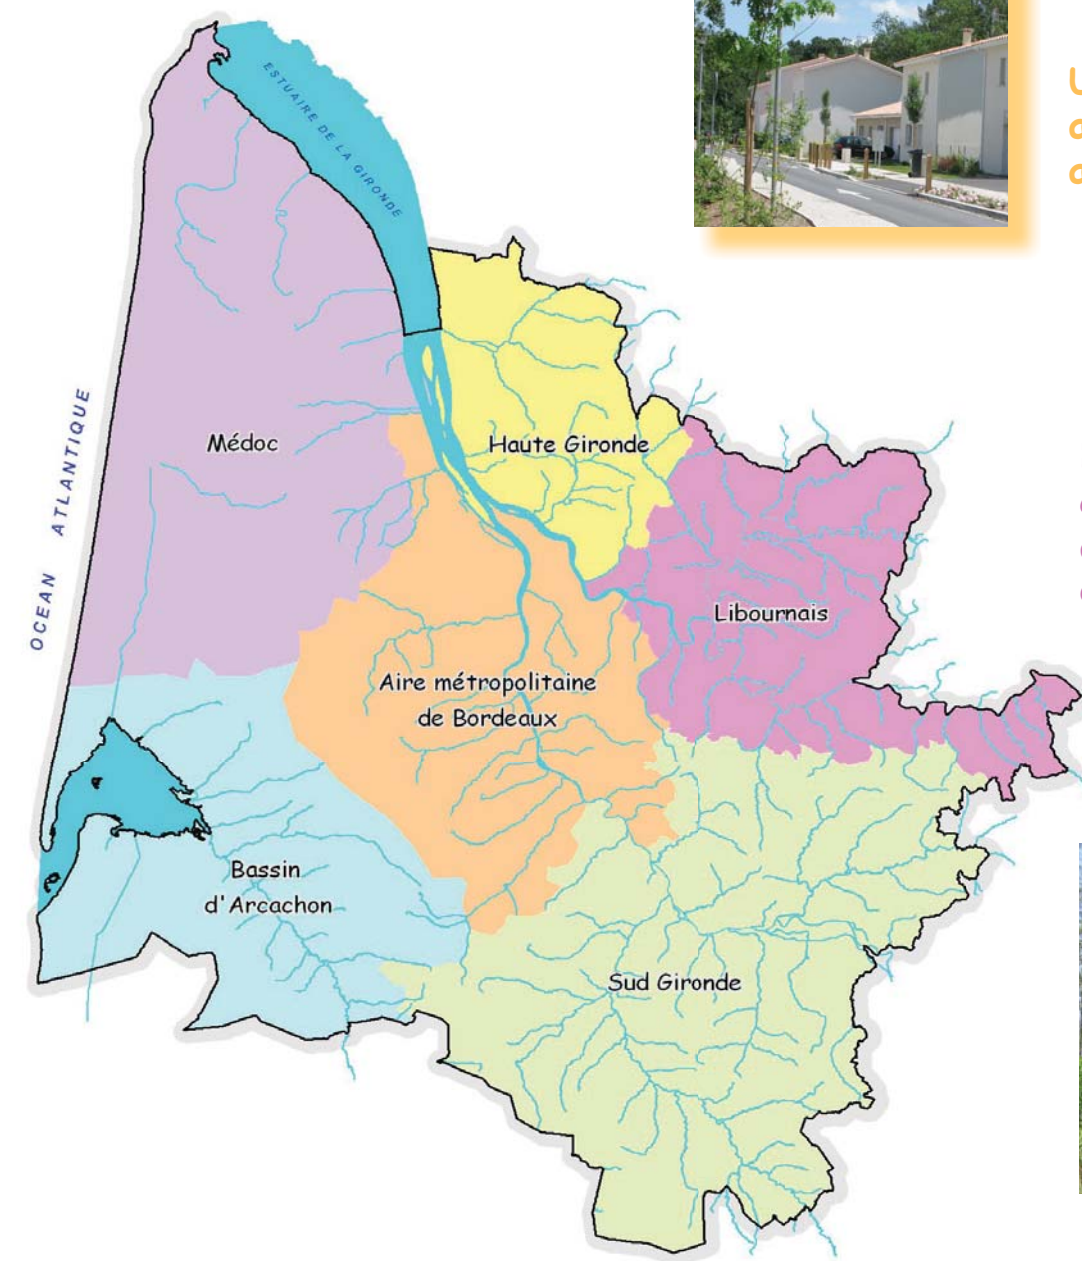 ESTUAIRE DE LA GIRONDE
OCEAN ATLANTIQUE
Médoc
Haute Gironde
Libournais
Aire métropolitaine
de Bordeaux
Bassin
d'Arcachon
Sud Gironde